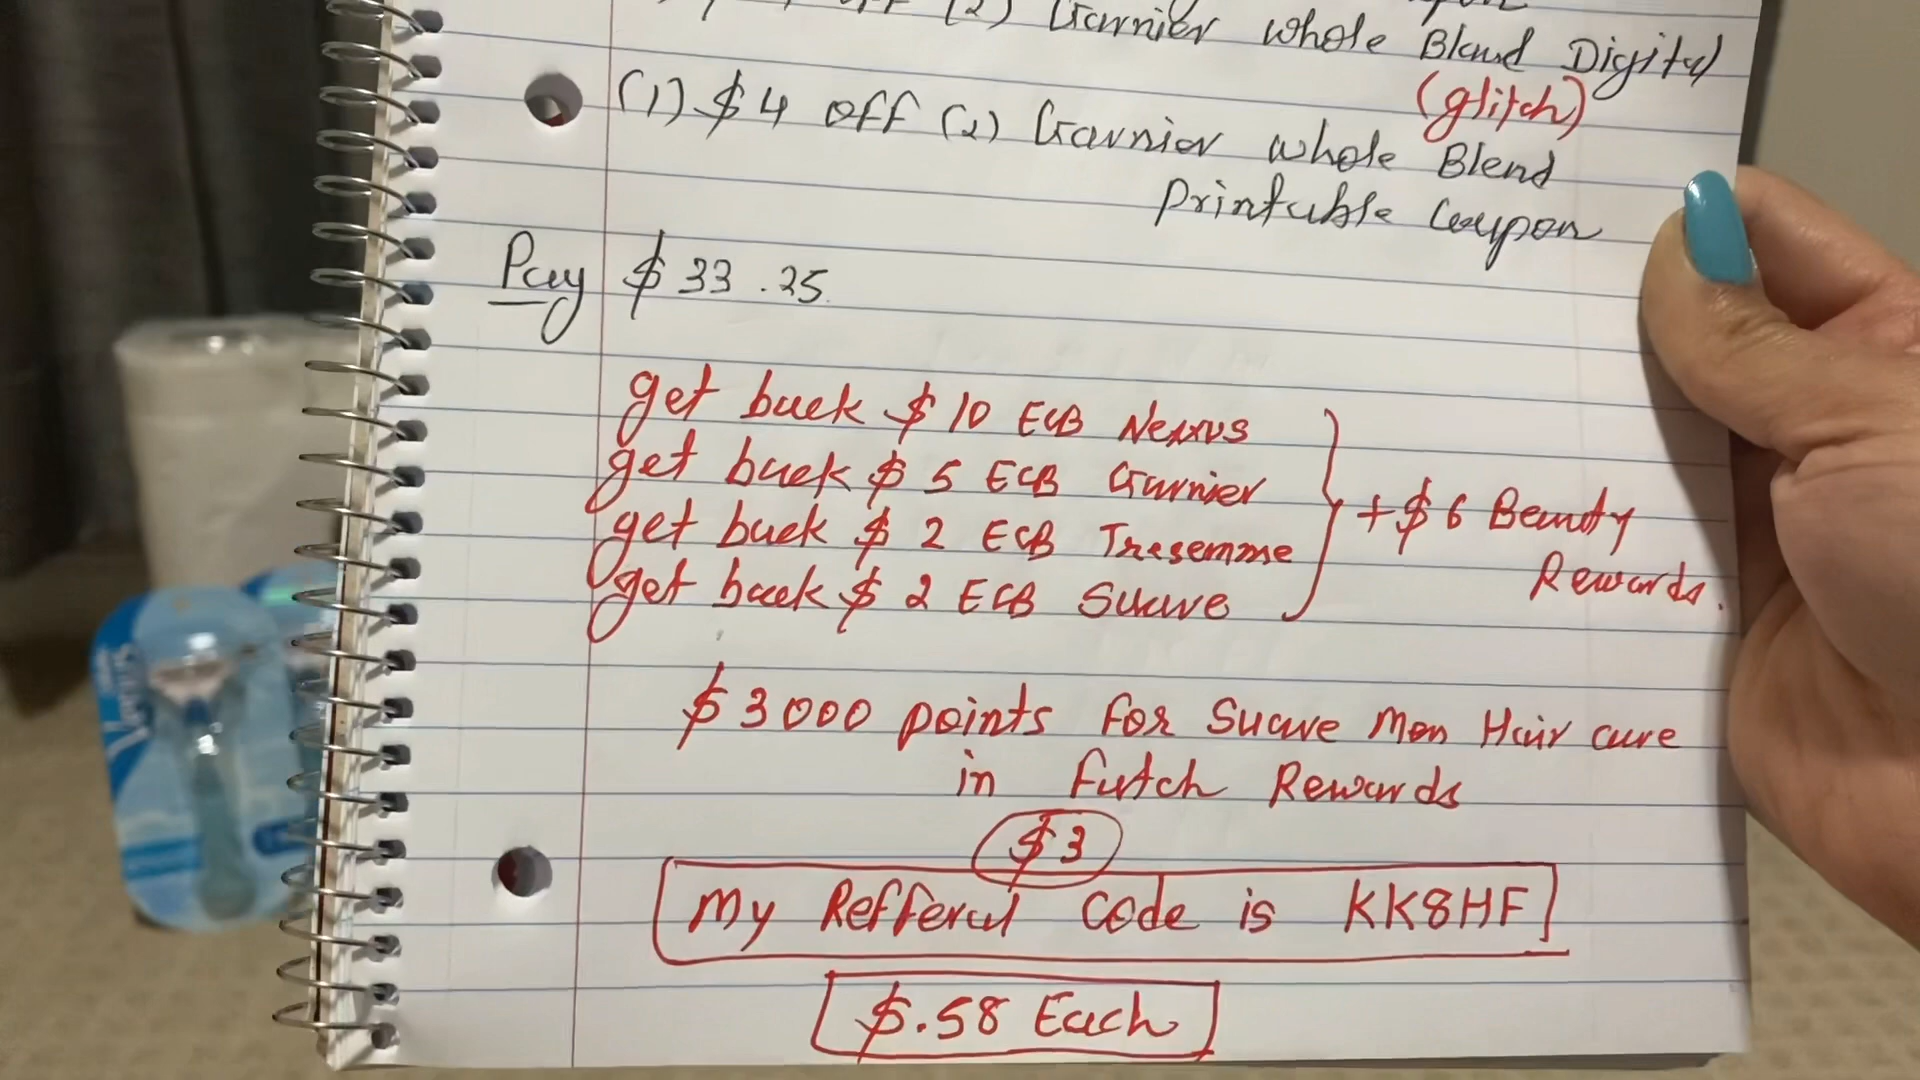 off (2) Garnier Whole Blend Digital
(glitch)
(1) $4 off (2) Garnier Whole Blend
Printable Coupon
Pay $33.25
get back $10 ECB Nexxus
get back $5 ECB Garnier
get back $2 ECB Tresemme
get back $2 ECB Suave
+$6 Beauty
Rewards.
$3000 points for Suave Men Hair care
in Fetch Rewards
$3
My Refferal Code is KK8HF
$.58 Each
Venus